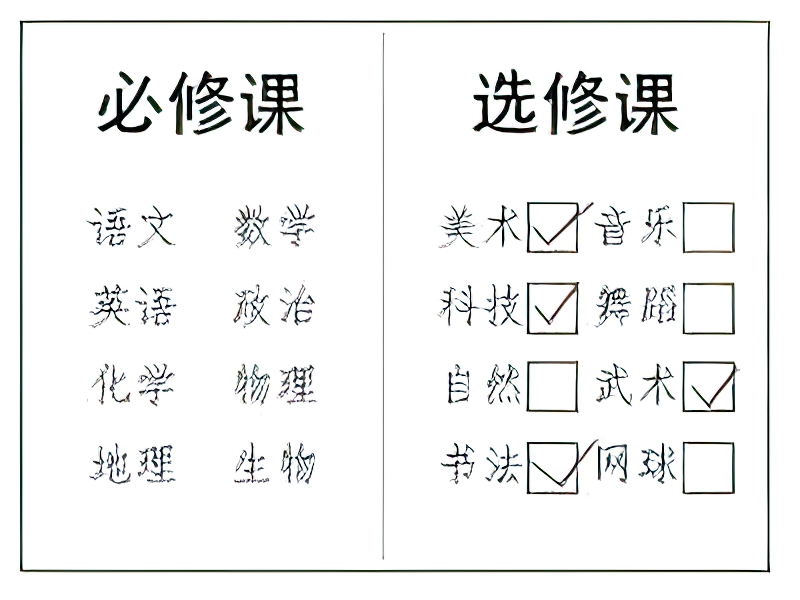 必修课
语文 数学
英语 政治
化学 物理
地理 生物
选修课
美术 音乐
科技 舞蹈
自然 武术
书法 网球